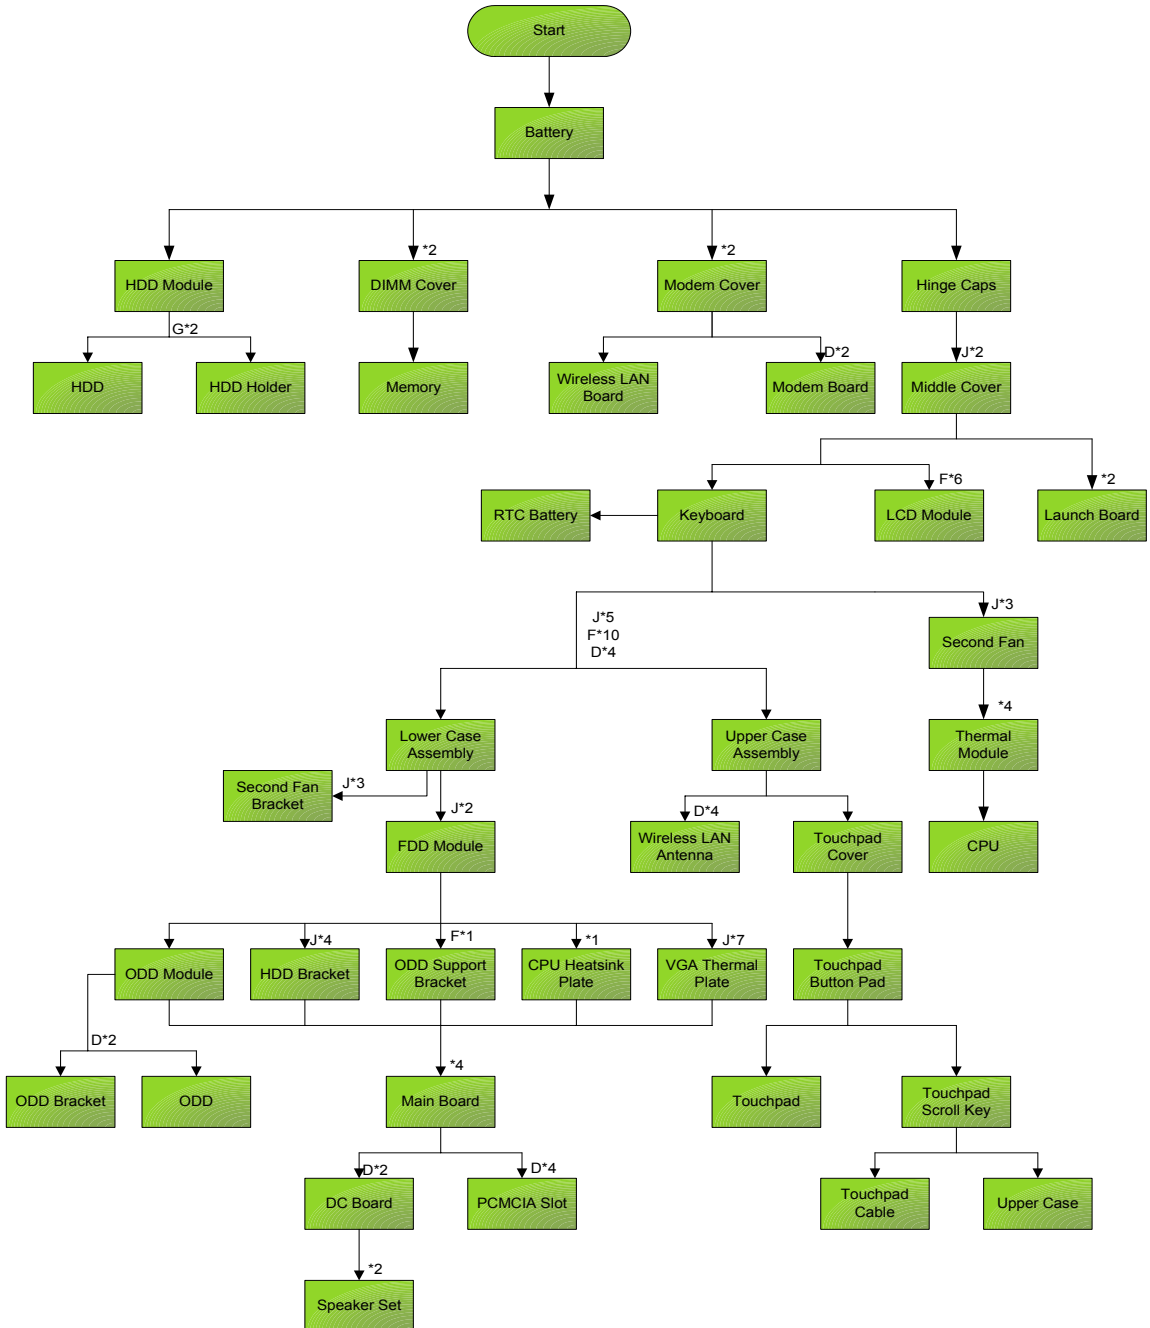 Start
Battery
*2
*2
HDD Module
DIMM Cover
Modem Cover
Hinge Caps
G*2
D*2
J*2
HDD
HDD Holder
Memory
Wireless LAN
Board
Modem Board
Middle Cover
F*6
*2
RTC Battery
Keyboard
LCD Module
Launch Board
J*5
F*10
D*4
J*3
Second Fan
*4
Lower Case
Assembly
Upper Case
Assembly
Thermal
Module
Second Fan
Bracket
J*3
J*2
D*4
FDD Module
Wireless LAN
Antenna
Touchpad
Cover
CPU
J*4
F*1
*1
J*7
ODD Module
HDD Bracket
ODD Support
Bracket
CPU Heatsink
Plate
VGA Thermal
Plate
Touchpad
Button Pad
D*2
*4
ODD Bracket
ODD
Main Board
Touchpad
Touchpad
Scroll Key
D*2
D*4
DC Board
PCMCIA Slot
Touchpad
Cable
Upper Case
*2
Speaker Set